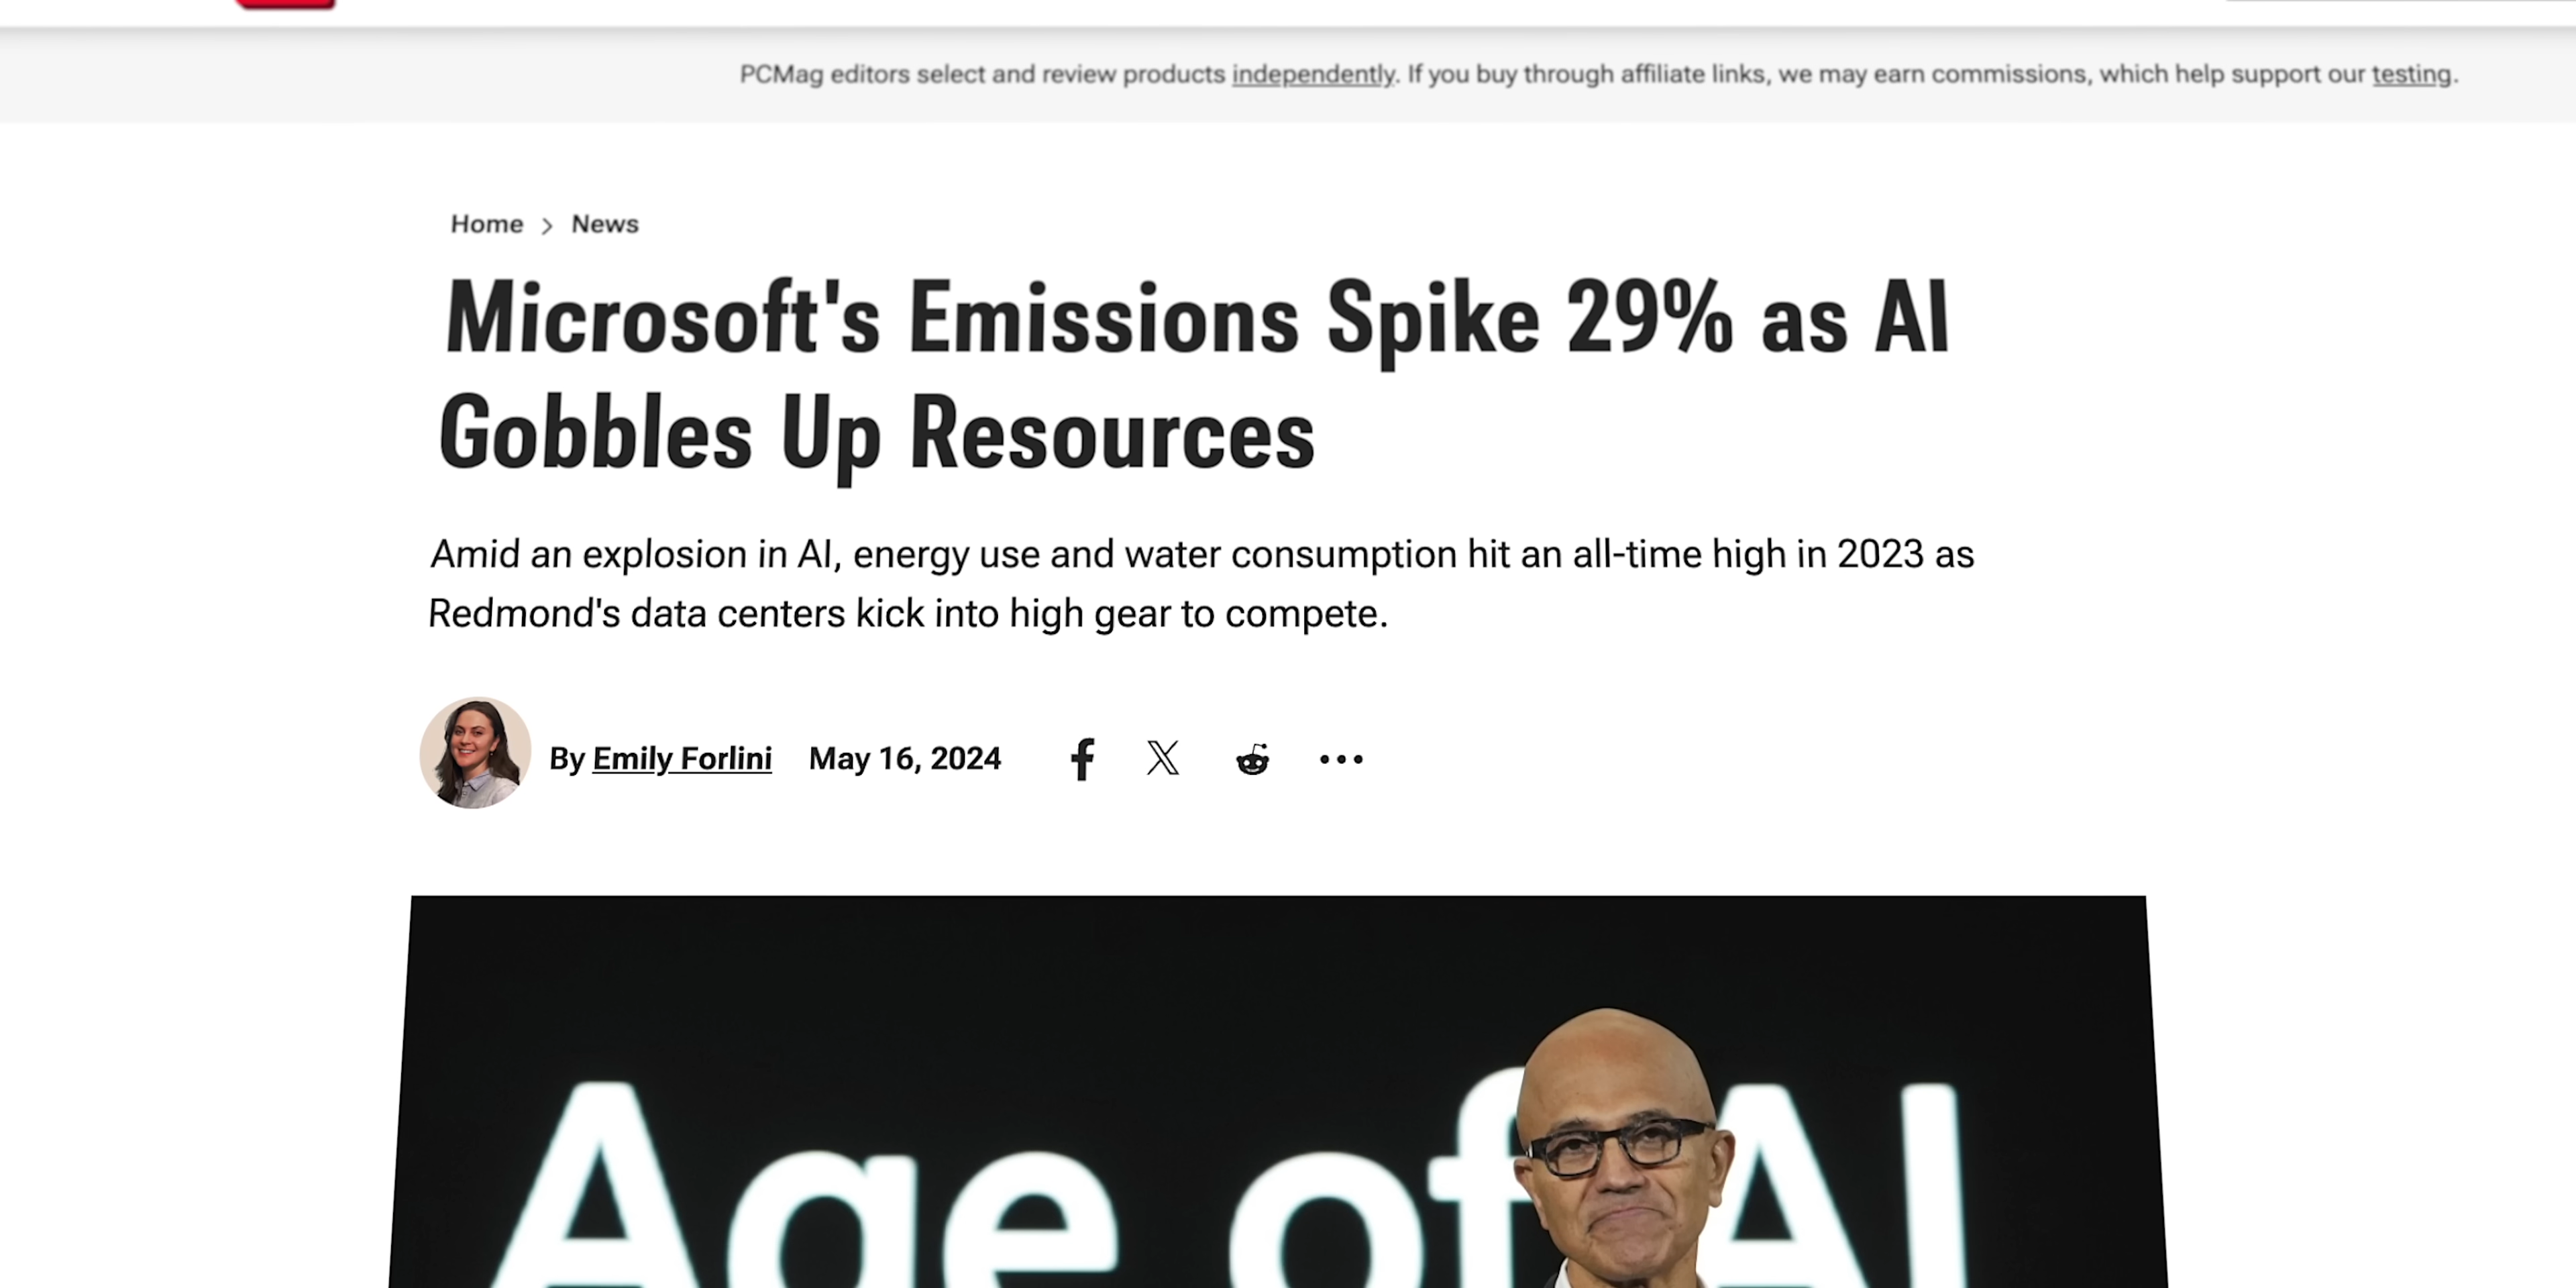 PCMag editors select and review products independently. If you buy through affiliate links, we may earn commissions, which help support our testing.
Home > News
Microsoft's Emissions Spike 29% as AI
Gobbles Up Resources
Amid an explosion in AI, energy use and water consumption hit an all-time high in 2023 as
Redmond's data centers kick into high gear to compete.
By Emily Forlini May 16, 2024
Age of AI